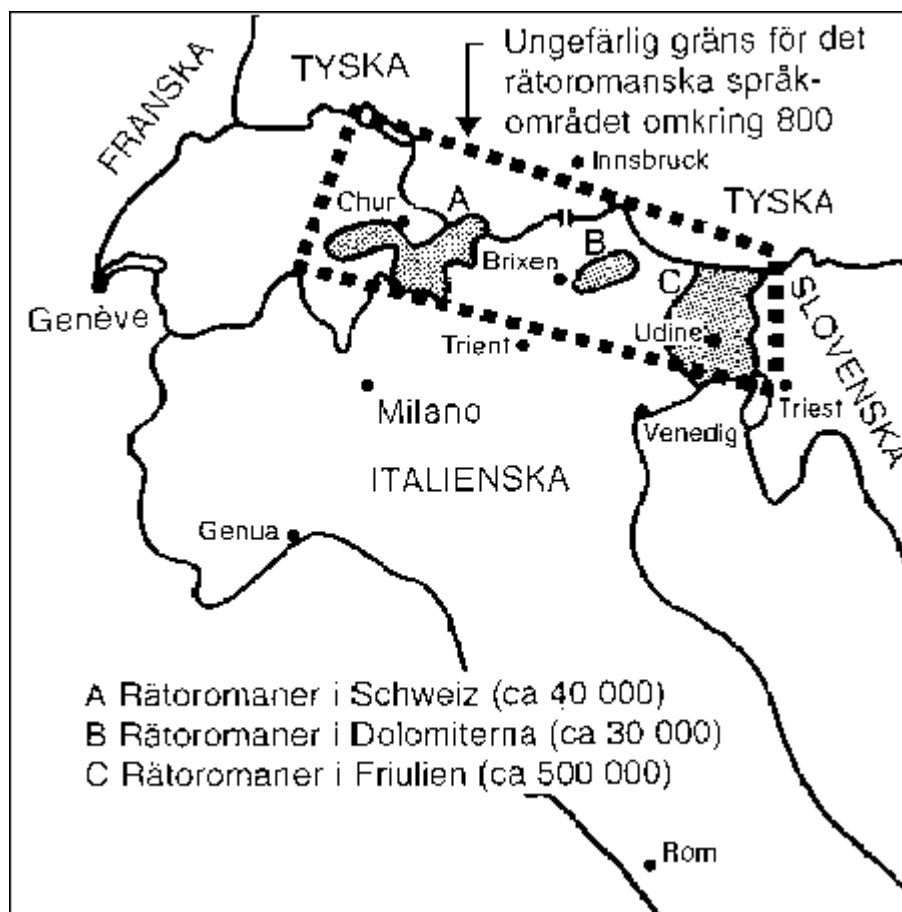 FRANSKA
TYSKA
Ungefärlig gräns för det
rätoromanska språk-
området omkring 800
Innsbruck
TYSKA
Chur
A
B
Brixen
C
SLOVENSKA
Genève
Udine
Trient
Triest
Milano
Venedig
ITALIENSKA
Genua
A Rätoromaner i Schweiz (ca 40 000)
B Rätoromaner i Dolomiterna (ca 30 000)
C Rätoromaner i Friulien (ca 500 000)
Rom